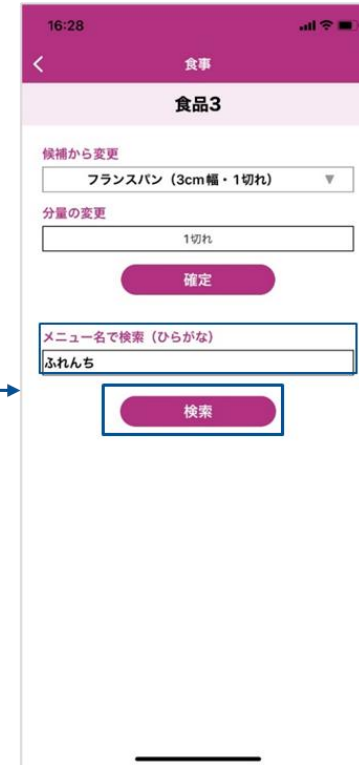 16:28
食事
食品3
候補から変更
フランスパン（3cm幅・1切れ）
分量の変更
1切れ
確定
メニュー名で検索（ひらがな）
ふれんち
検索